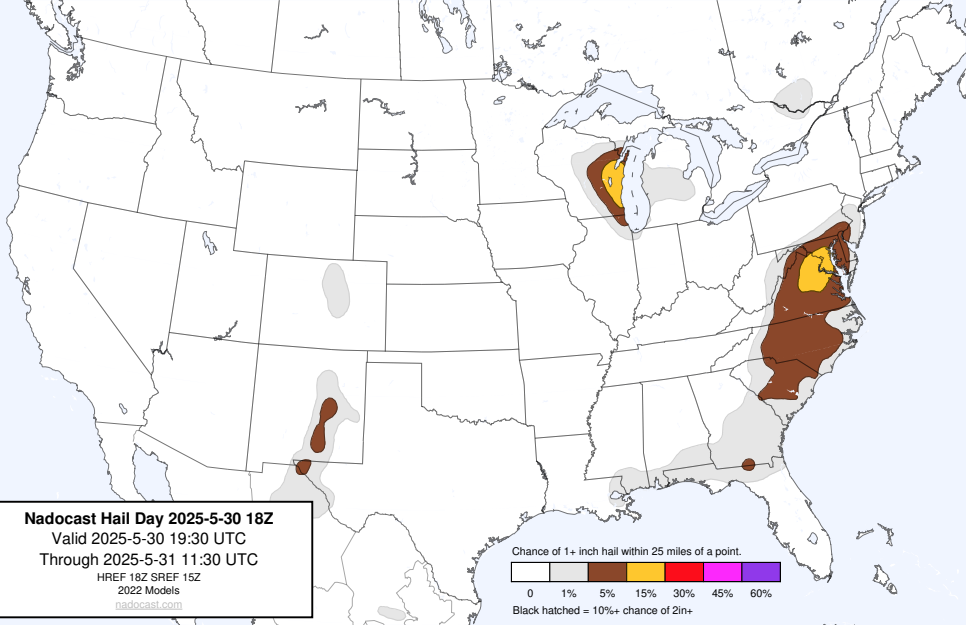 Nadocast Hail Day 2025-5-30 18Z
Valid 2025-5-30 19:30 UTC
Through 2025-5-31 11:30 UTC
HREF 18Z SREF 15Z
2022 Models
nadocast.com
Chance of 1+ inch hail within 25 miles of a point.
0 1% 5% 15% 30% 45% 60%
Black hatched = 10%+ chance of 2in+